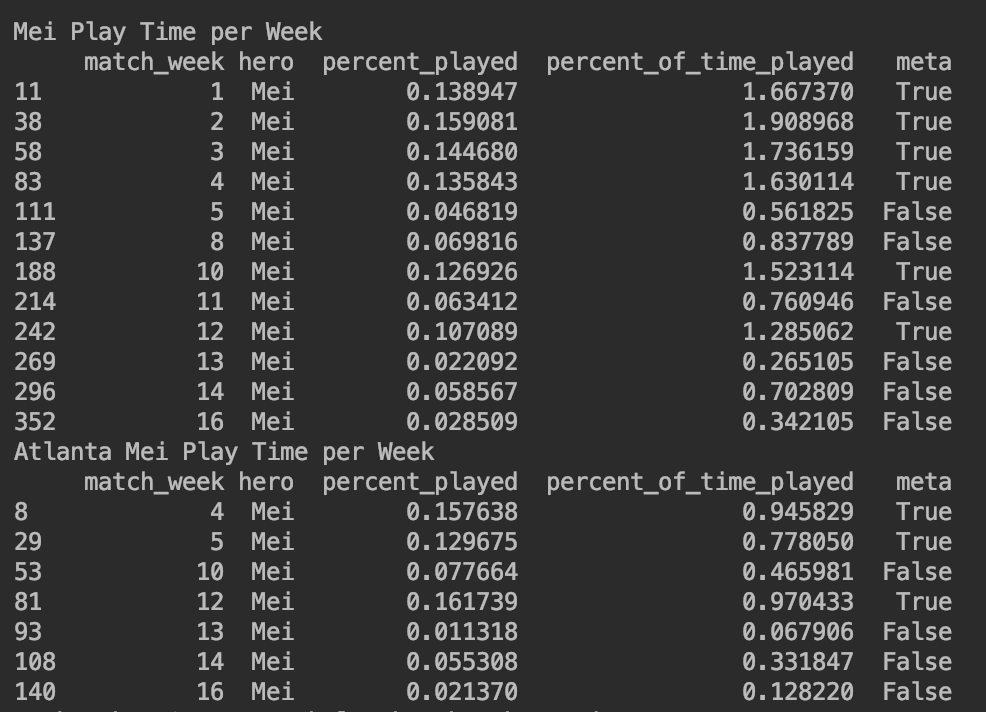 Mei Play Time per Week
match_week hero percent_played percent_of_time_played meta
11 1 Mei 0.138947 1.667370 True
38 2 Mei 0.159081 1.908968 True
58 3 Mei 0.144680 1.736159 True
83 4 Mei 0.135843 1.630114 True
111 5 Mei 0.046819 0.561825 False
137 8 Mei 0.069816 0.837789 False
188 10 Mei 0.126926 1.523114 True
214 11 Mei 0.063412 0.760946 False
242 12 Mei 0.107089 1.285062 True
269 13 Mei 0.022092 0.265105 False
296 14 Mei 0.058567 0.702809 False
352 16 Mei 0.028509 0.342105 False
Atlanta Mei Play Time per Week
match_week hero percent_played percent_of_time_played meta
8 4 Mei 0.157638 0.945829 True
29 5 Mei 0.129675 0.778050 True
53 10 Mei 0.077664 0.465981 False
81 12 Mei 0.161739 0.970433 True
93 13 Mei 0.011318 0.067906 False
108 14 Mei 0.055308 0.331847 False
140 16 Mei 0.021370 0.128220 False